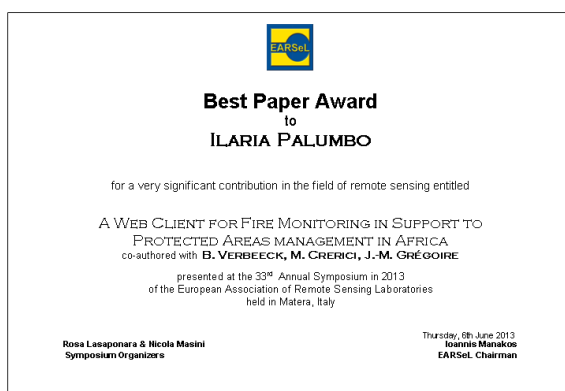 EARSeL
Best Paper Award
to
ILARIA PALUMBO
for a very significant contribution in the field of remote sensing entitled
A WEB CLIENT FOR FIRE MONITORING IN SUPPORT TO
PROTECTED AREAS MANAGEMENT IN AFRICA
co-authored with B. VERBEECK, M. CRERICI, J.-M. GRÉGOIRE
presented at the 33rd Annual Symposium in 2013
of the European Association of Remote Sensing Laboratories
held in Matera, Italy
Rosa Lasaponara & Nicola Masini
Symposium Organizers
Thursday, 6th June 2013
Ioannis Manakos
EARSeL Chairman